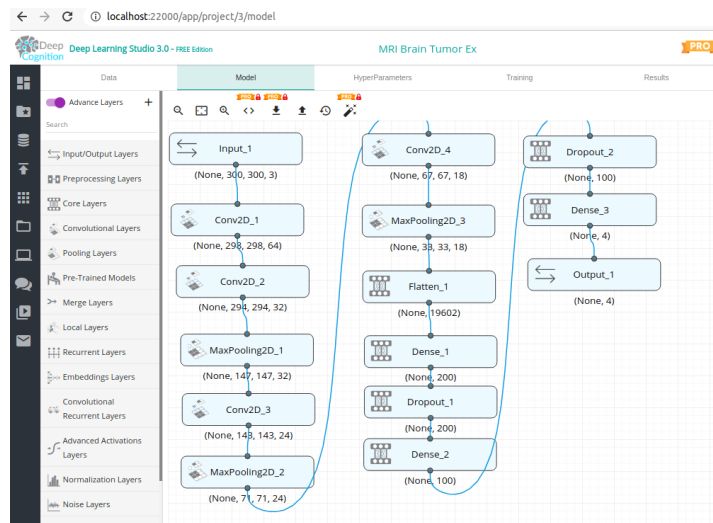 localhost:22000/app/project/3/model
Deep Cognition
Deep Learning Studio 3.0 - FREE Edition
MRI Brain Tumor Ex
PRO
Data
Model
HyperParameters
Training
Results
Advance Layers +
Search
Input/Output Layers
Preprocessing Layers
Core Layers
Convolutional Layers
Pooling Layers
Pre-Trained Models
Merge Layers
Local Layers
Recurrent Layers
Embeddings Layers
Convolutional
Recurrent Layers
Advanced Activations
Layers
Normalization Layers
Noise Layers
PRO PRO PRO
Input_1
(None, 300, 300, 3)
Conv2D_1
(None, 298, 298, 64)
Conv2D_2
(None, 294, 294, 32)
MaxPooling2D_1
(None, 147, 147, 32)
Conv2D_3
(None, 143, 143, 24)
MaxPooling2D_2
(None, 71, 71, 24)
Conv2D_4
(None, 67, 67, 18)
MaxPooling2D_3
(None, 33, 33, 18)
Flatten_1
(None, 19602)
Dense_1
(None, 200)
Dropout_1
(None, 200)
Dense_2
(None, 100)
Dropout_2
(None, 100)
Dense_3
(None, 4)
Output_1
(None, 4)